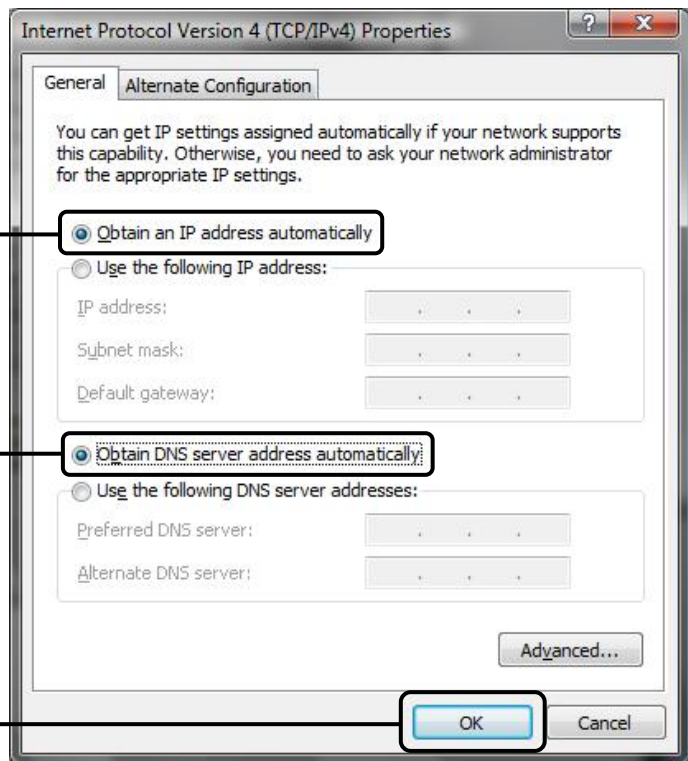 Internet Protocol Version 4 (TCP/IPv4) Properties
?
X
General
Alternate Configuration
You can get IP settings assigned automatically if your network supports
this capability. Otherwise, you need to ask your network administrator
for the appropriate IP settings.
Obtain an IP address automatically
Use the following IP address:
IP address:
. . .
Subnet mask:
. . .
Default gateway:
. . .
Obtain DNS server address automatically
Use the following DNS server addresses:
Preferred DNS server:
. . .
Alternate DNS server:
. . .
Advanced...
OK
Cancel